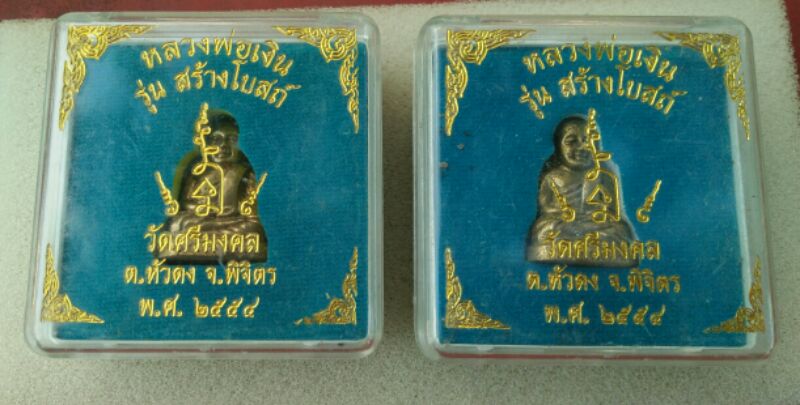 หลวงพ่อเงิน
รุ่น สร้างโบสถ์
วัดศรีมงคล
ต.หัวดง จ.พิจิตร
พ.ศ. ๒๕๕๔
หลวงพ่อเงิน
รุ่น สร้างโบสถ์
วัดศรีมงคล
ต.หัวดง จ.พิจิตร
พ.ศ. ๒๕๕๔